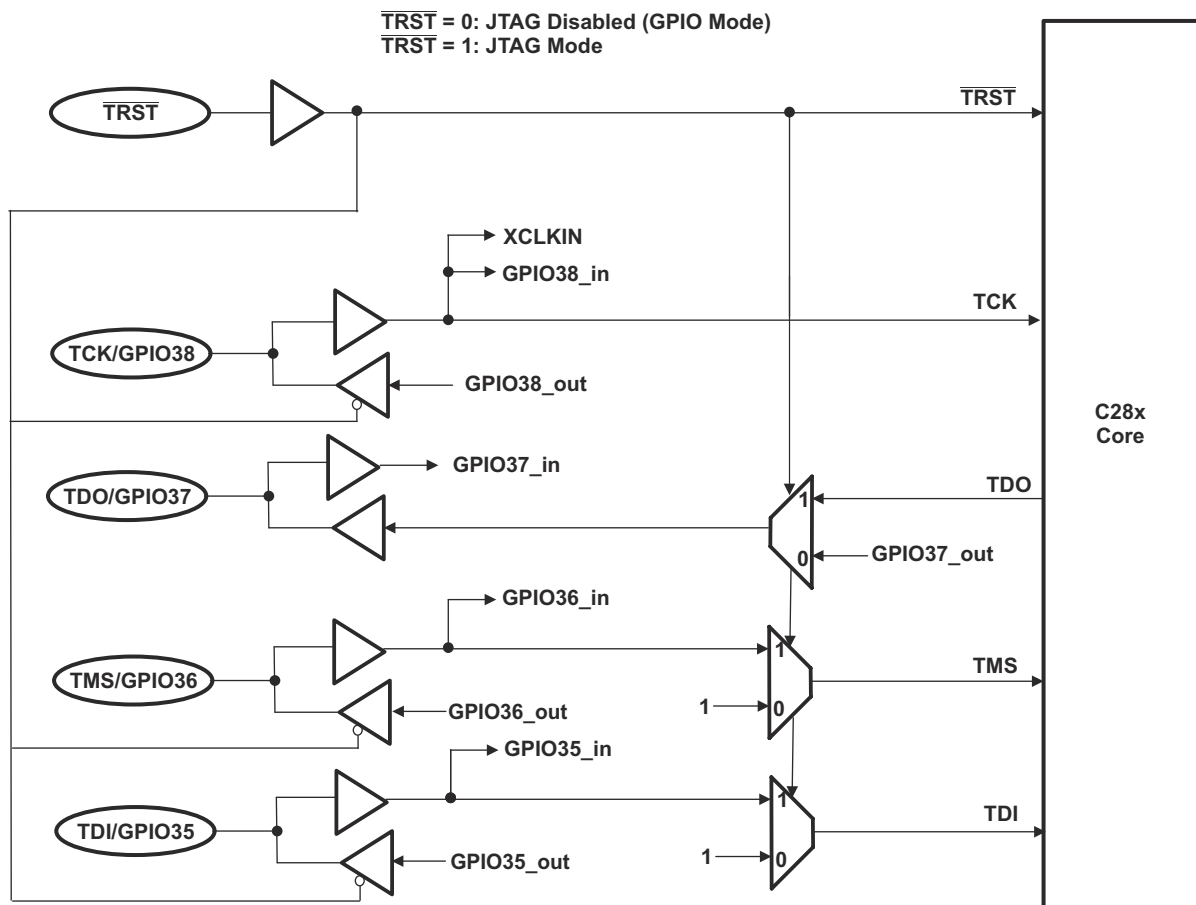 TRST = 0: JTAG Disabled (GPIO Mode)
TRST = 1: JTAG Mode
TRST
TRST
XCLKIN
GPIO38_in
TCK
TCK/GPIO38
GPIO38_out
C28x
Core
GPIO37_in
TDO/GPIO37
1
TDO
0
GPIO37_out
GPIO36_in
1
TMS/GPIO36
TMS
GPIO36_out
1
0
GPIO35_in
1
TDI/GPIO35
TDI
GPIO35_out
1
0